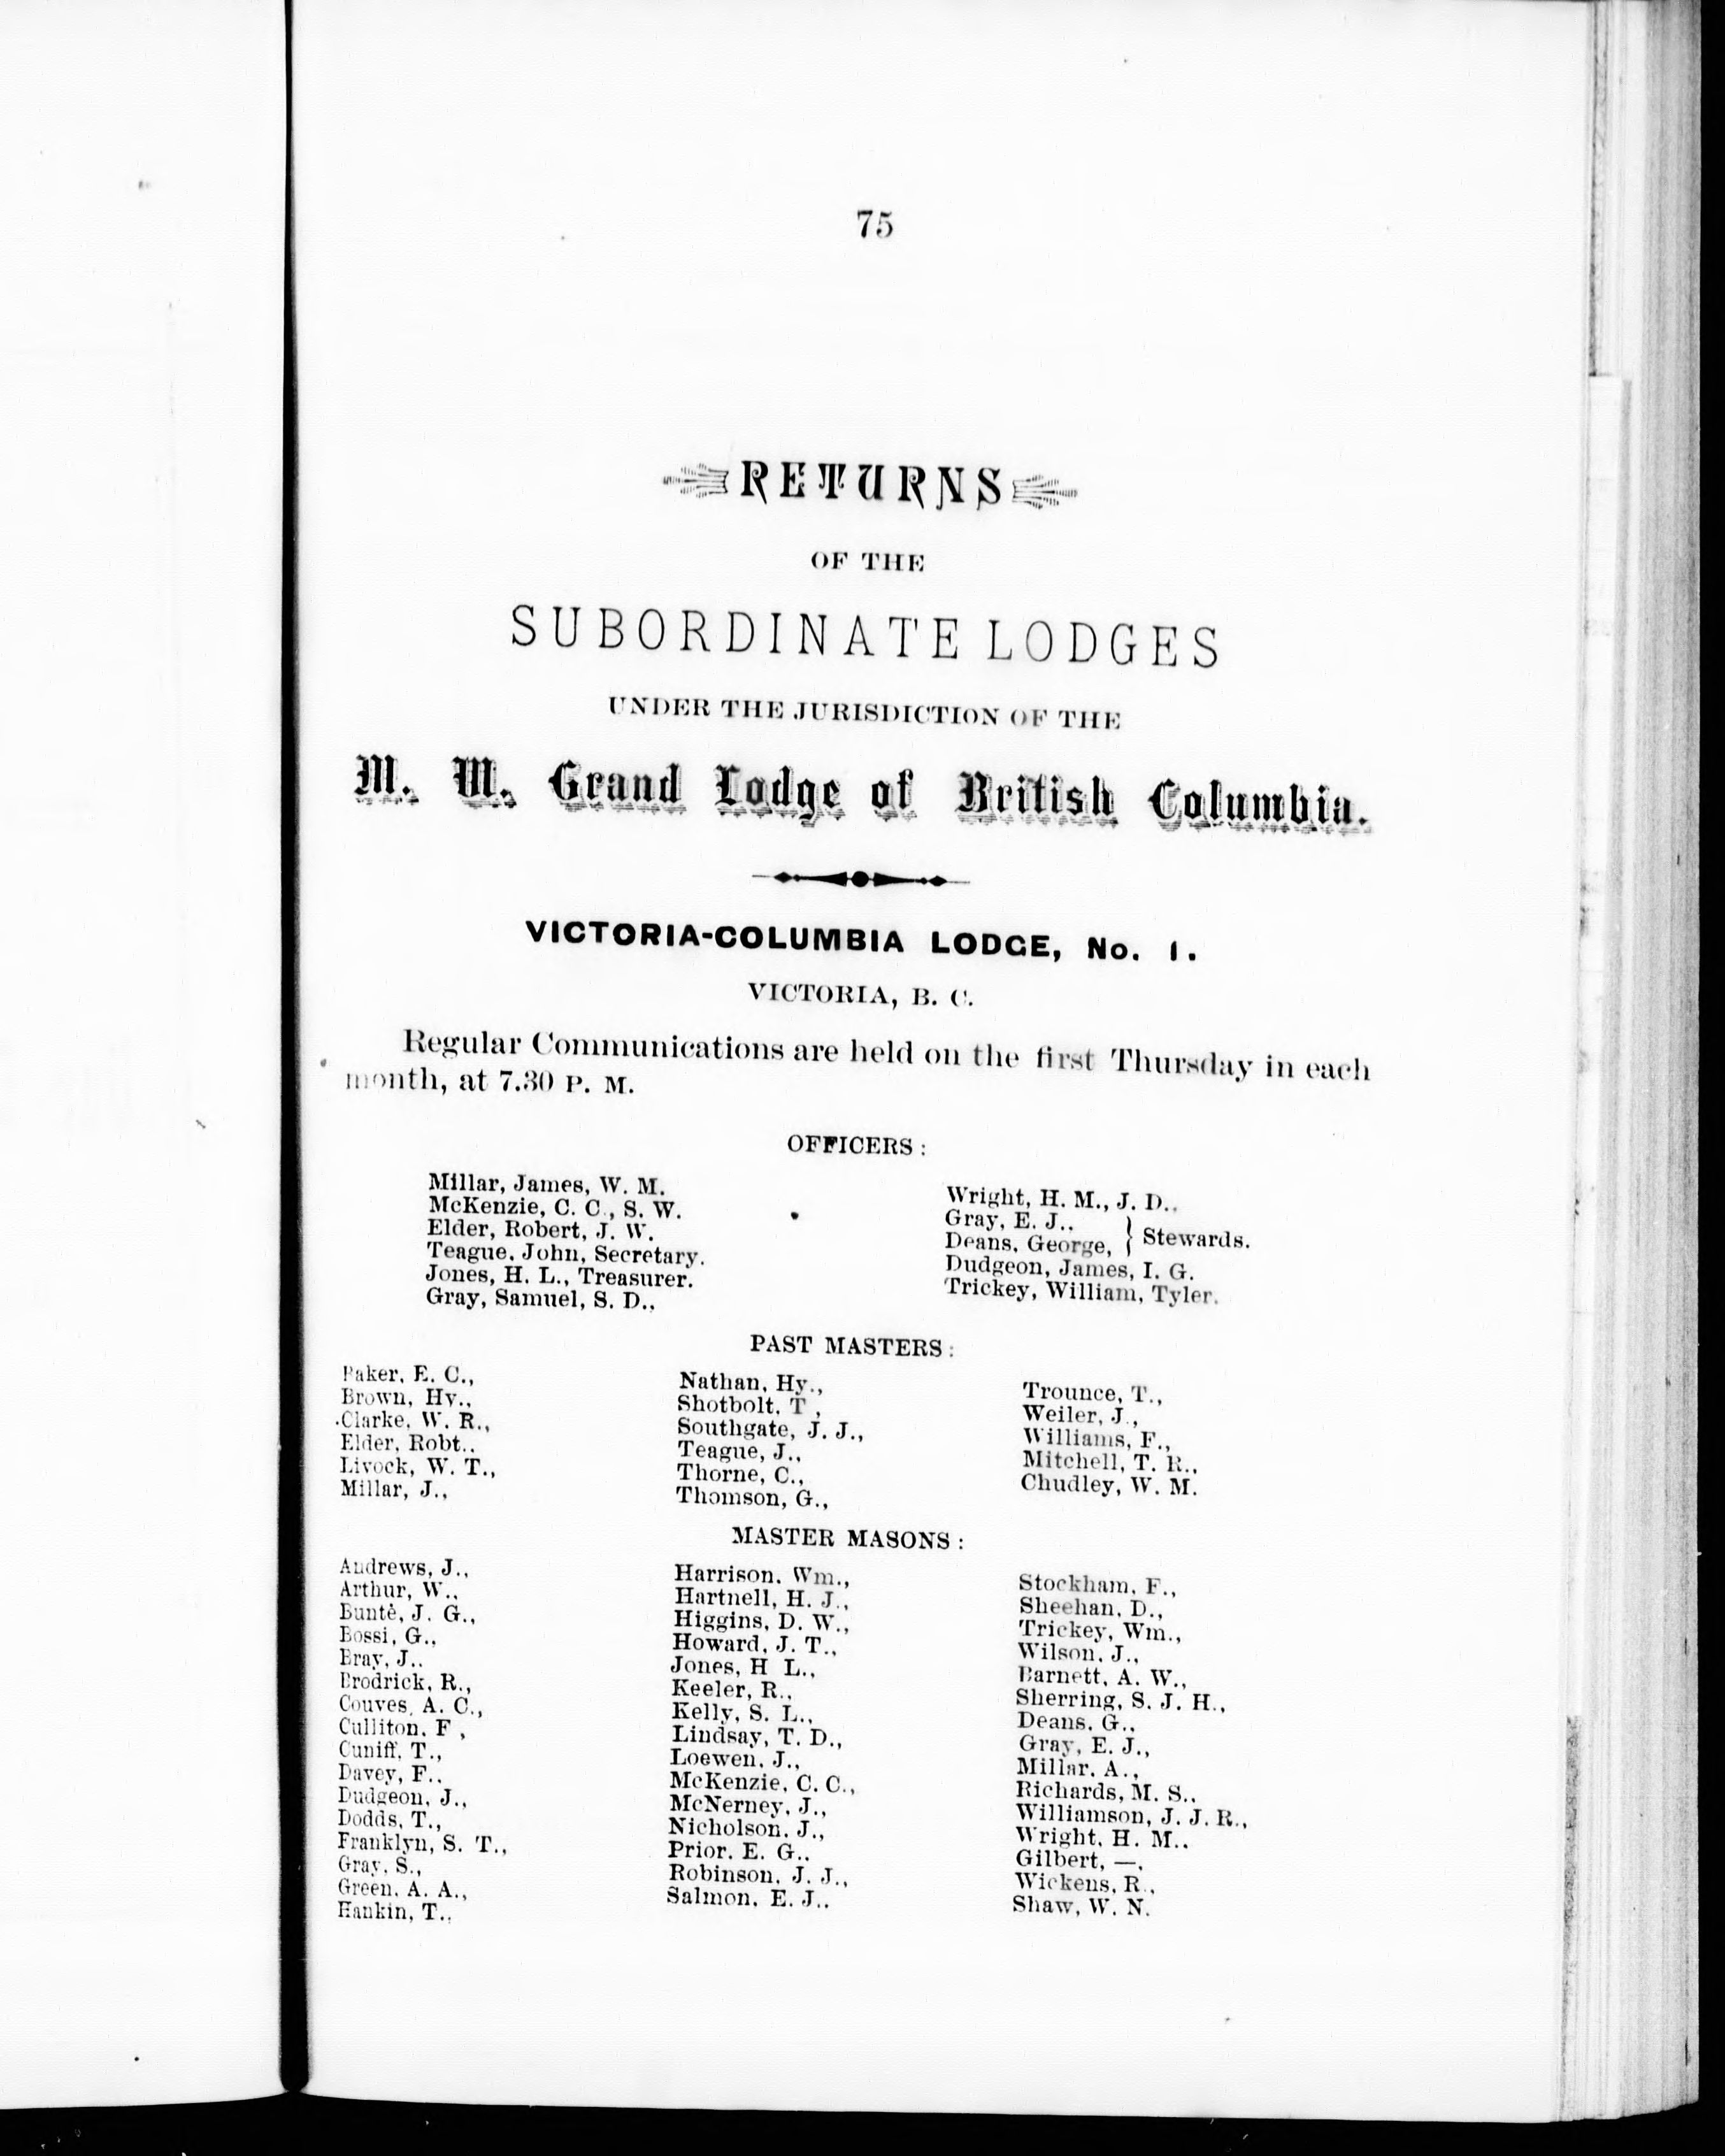 75
RETURNS
OF THE
SUBORDINATE LODGES
UNDER THE JURISDICTION OF THE
M. W. Grand Lodge of British Columbia.
VICTORIA-COLUMBIA LODGE, No. 1.
VICTORIA, B. C.
Regular Communications are held on the first Thursday in each
month, at 7.30 P. M.
OFFICERS:
Millar, James, W. M.
McKenzie, C. C., S. W.
Elder, Robert, J. W.
Teague, John, Secretary.
Jones, H. L., Treasurer.
Gray, Samuel, S. D.,
Wright, H. M., J. D.,
Gray, E. J.,
Deans, George, } Stewards.
Dudgeon, James, I. G.
Trickey, William, Tyler.
PAST MASTERS:
Baker, E. C.,
Brown, Hy.,
Clarke, W. R.,
Elder, Robt.,
Livock, W. T.,
Millar, J.,
Nathan, Hy.,
Shotbolt, T.,
Southgate, J. J.,
Teague, J.,
Thorne, C.,
Thomson, G.,
Trounce, T.,
Weiler, J.,
Williams, F.,
Mitchell, T. R.,
Chudley, W. M.
MASTER MASONS:
Andrews, J.,
Arthur, W.,
Buntè, J. G.,
Bossi, G.,
Bray, J.,
Brodrick, R.,
Couves, A. C.,
Culliton, F.,
Cuniff, T.,
Davey, F.,
Dudgeon, J.,
Dodds, T.,
Franklyn, S. T.,
Gray, S.,
Green, A. A.,
Hankin, T.,
Harrison, Wm.,
Hartnell, H. J.,
Higgins, D. W.,
Howard, J. T.,
Jones, H L.,
Keeler, R.,
Kelly, S. L.,
Lindsay, T. D.,
Loewen, J.,
McKenzie, C. C.,
McNerney, J.,
Nicholson, J.,
Prior, E. G.,
Robinson, J. J.,
Salmon, E. J.,
Stockham, F.,
Sheehan, D.,
Trickey, Wm.,
Wilson, J.,
Barnett, A. W.,
Sherring, S. J. H.,
Deans, G.,
Gray, E. J.,
Millar, A.,
Richards, M. S.,
Williamson, J. J. R.,
Wright, H. M.,
Gilbert, —,
Wickens, R.,
Shaw, W. N.